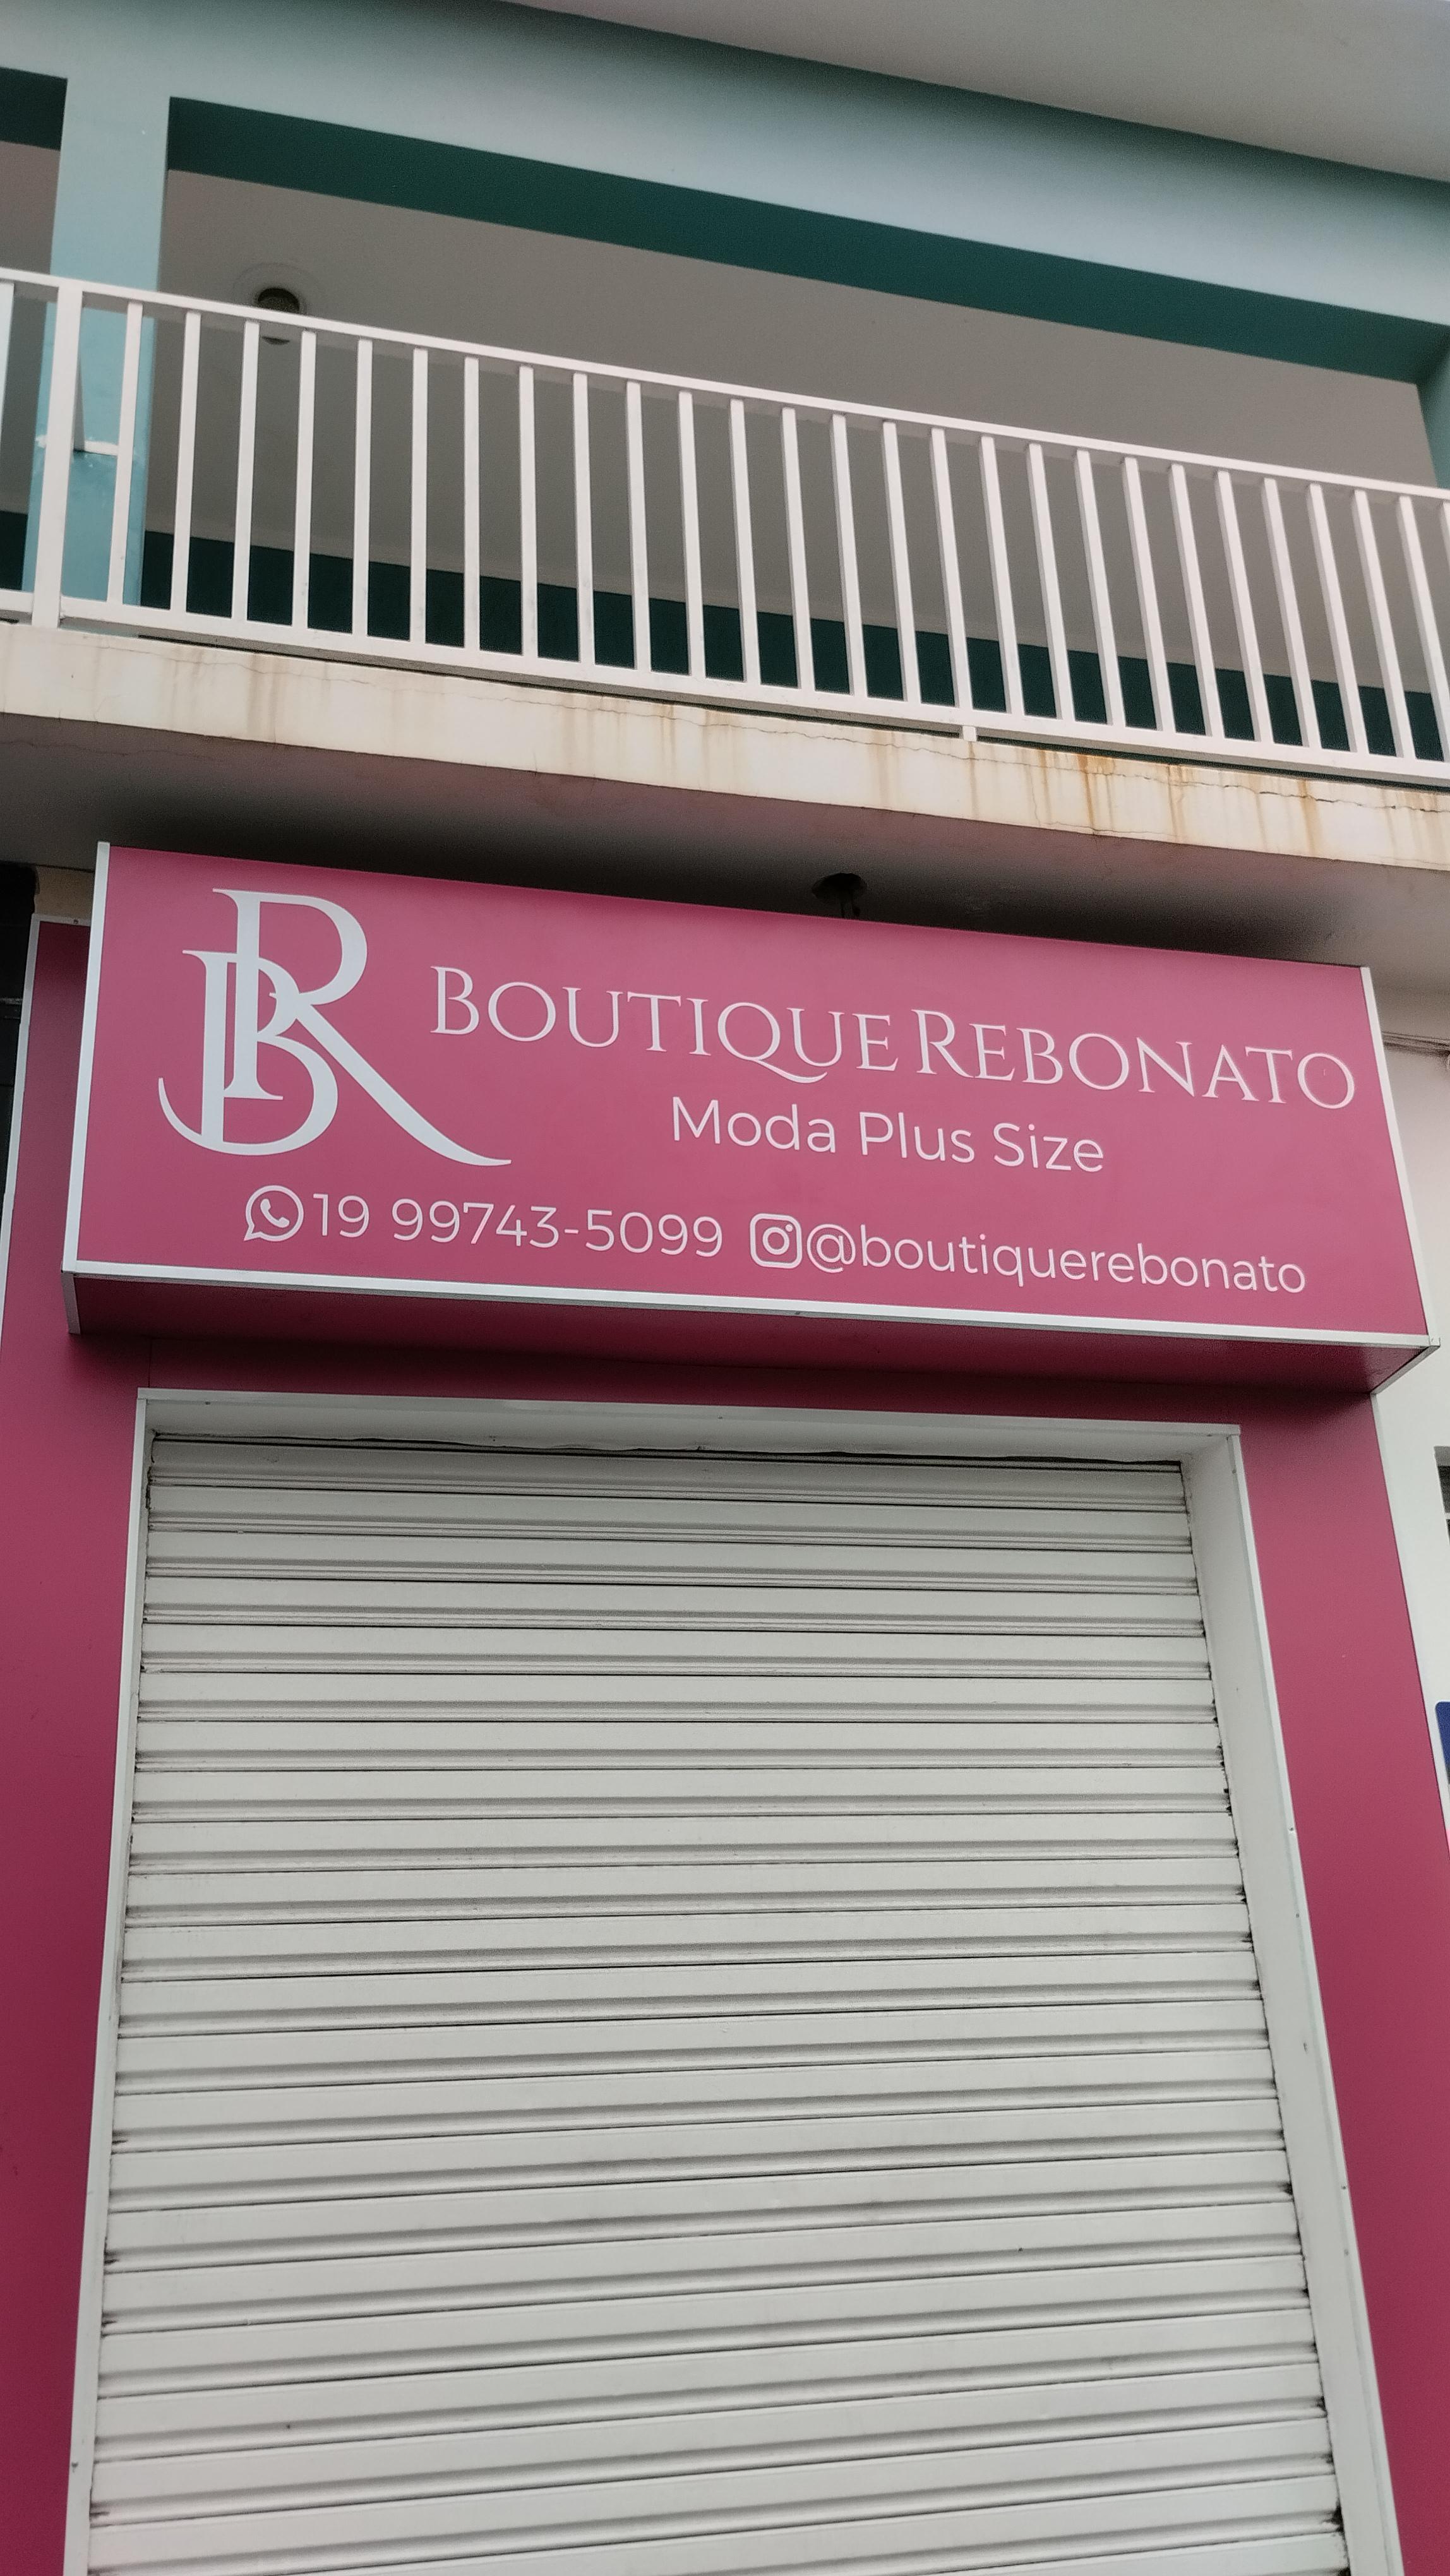 BR
BOUTIQUE REBONATO
Moda Plus Size
19 99743-5099 @boutiquerebonato